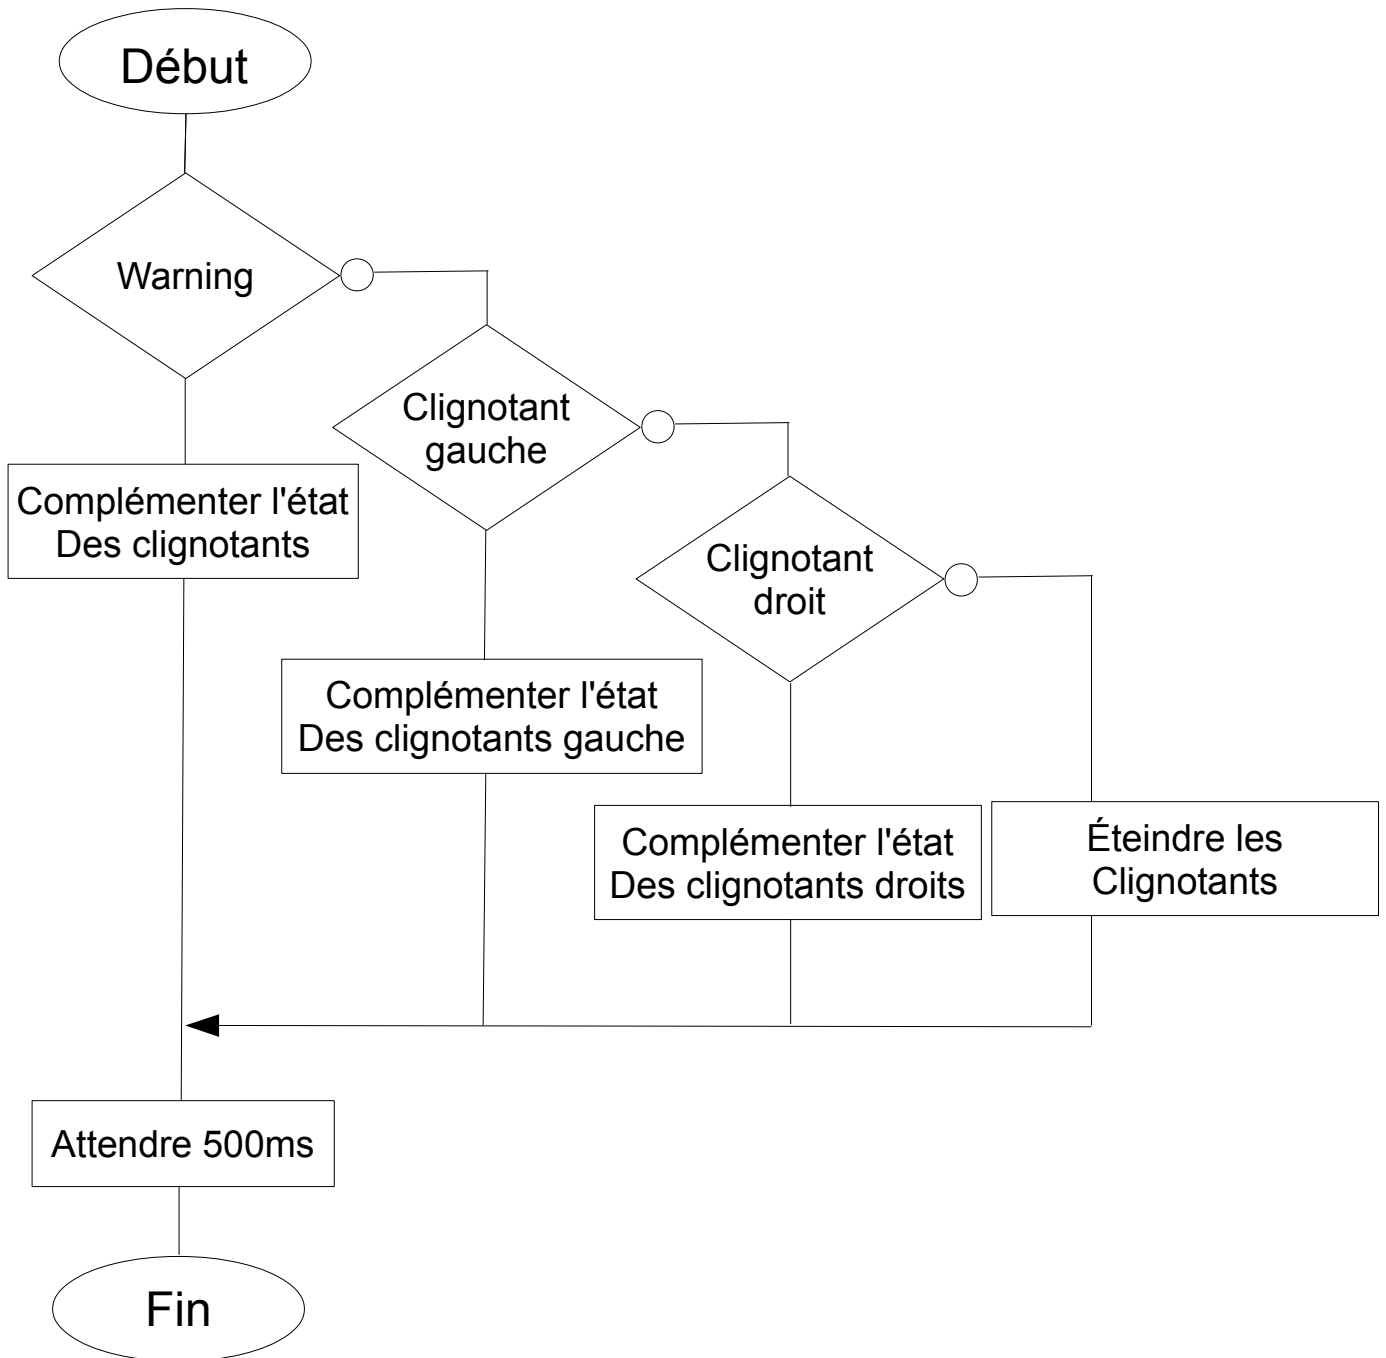 Début
Warning
Clignotant
gauche
Complémenter l'état
Des clignotants
Clignotant
droit
Complémenter l'état
Des clignotants gauche
Complémenter l'état
Des clignotants droits
Éteindre les
Clignotants
Attendre 500ms
Fin